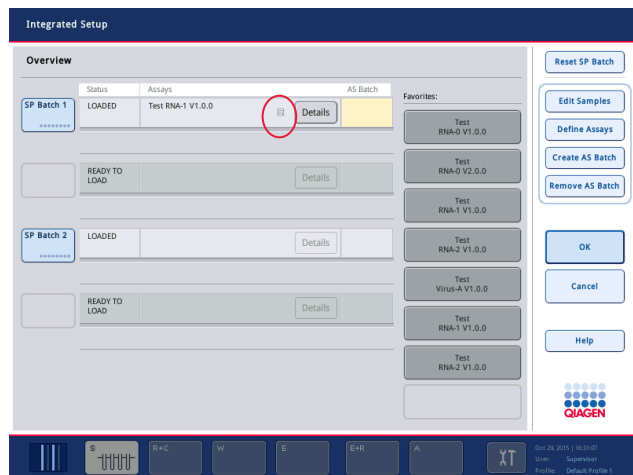 Integrated Setup
Overview
Status Assays AS Batch
SP Batch 1 LOADED Test RNA-1 V1.0.0 Details
READY TO
LOAD Details
SP Batch 2 LOADED Details
READY TO
LOAD Details
Favorites:
Test
RNA-0 V1.0.0
Test
RNA-0 V2.0.0
Test
RNA-1 V1.0.0
Test
RNA-2 V1.0.0
Test
Virus-A V1.0.0
Test
RNA-1 V1.0.0
Test
RNA-2 V1.0.0
Reset SP Batch
Edit Samples
Define Assays
Create AS Batch
Remove AS Batch
OK
Cancel
Help
QIAGEN
S R+C W E E+R A
Oct 29, 2015 | 16:31:07
User: Supervisor
Profile: Default Profile 1